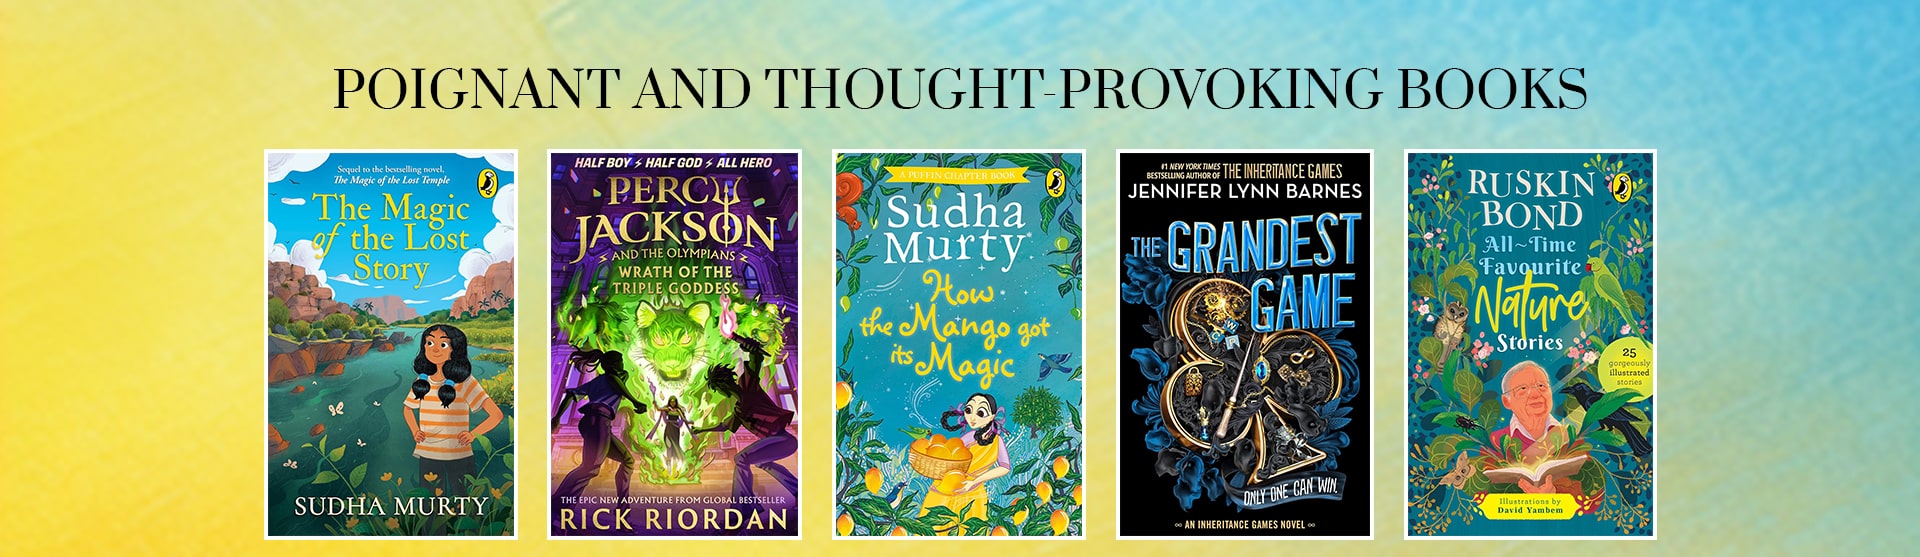 POIGNANT AND THOUGHT-PROVOKING BOOKS
Sequel to the bestselling novel,
The Magic of the Lost Temple
The Magic
of the Lost
Story
SUDHA MURTY
HALF BOY HALF GOD ALL HERO
PERCY
JACKSON
AND THE OLYMPIANS
WRATH OF THE
TRIPLE GODDESS
THE EPIC NEW ADVENTURE FROM GLOBAL BESTSELLER
RICK RIORDAN
A PUFFIN CHAPTER BOOK
Sudha
Murty
How
the Mango got
its Magic
#1 NEW YORK TIMES
BESTSELLING AUTHOR OF THE INHERITANCE GAMES
JENNIFER LYNN BARNES
THE GRANDEST
GAME
ONLY ONE CAN WIN.
AN INHERITANCE GAMES NOVEL
RUSKIN
BOND
All~Time
Favourite
Nature
Stories
25
gorgeously
illustrated
stories
Illustrations by
David Yambem